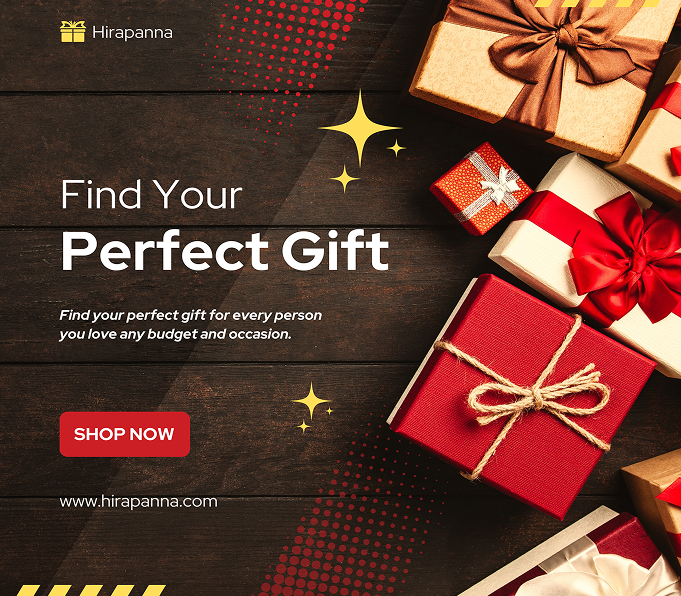 Hirapanna
Find Your
Perfect Gift
Find your perfect gift for every person
you love any budget and occasion.
SHOP NOW
www.hirapanna.com